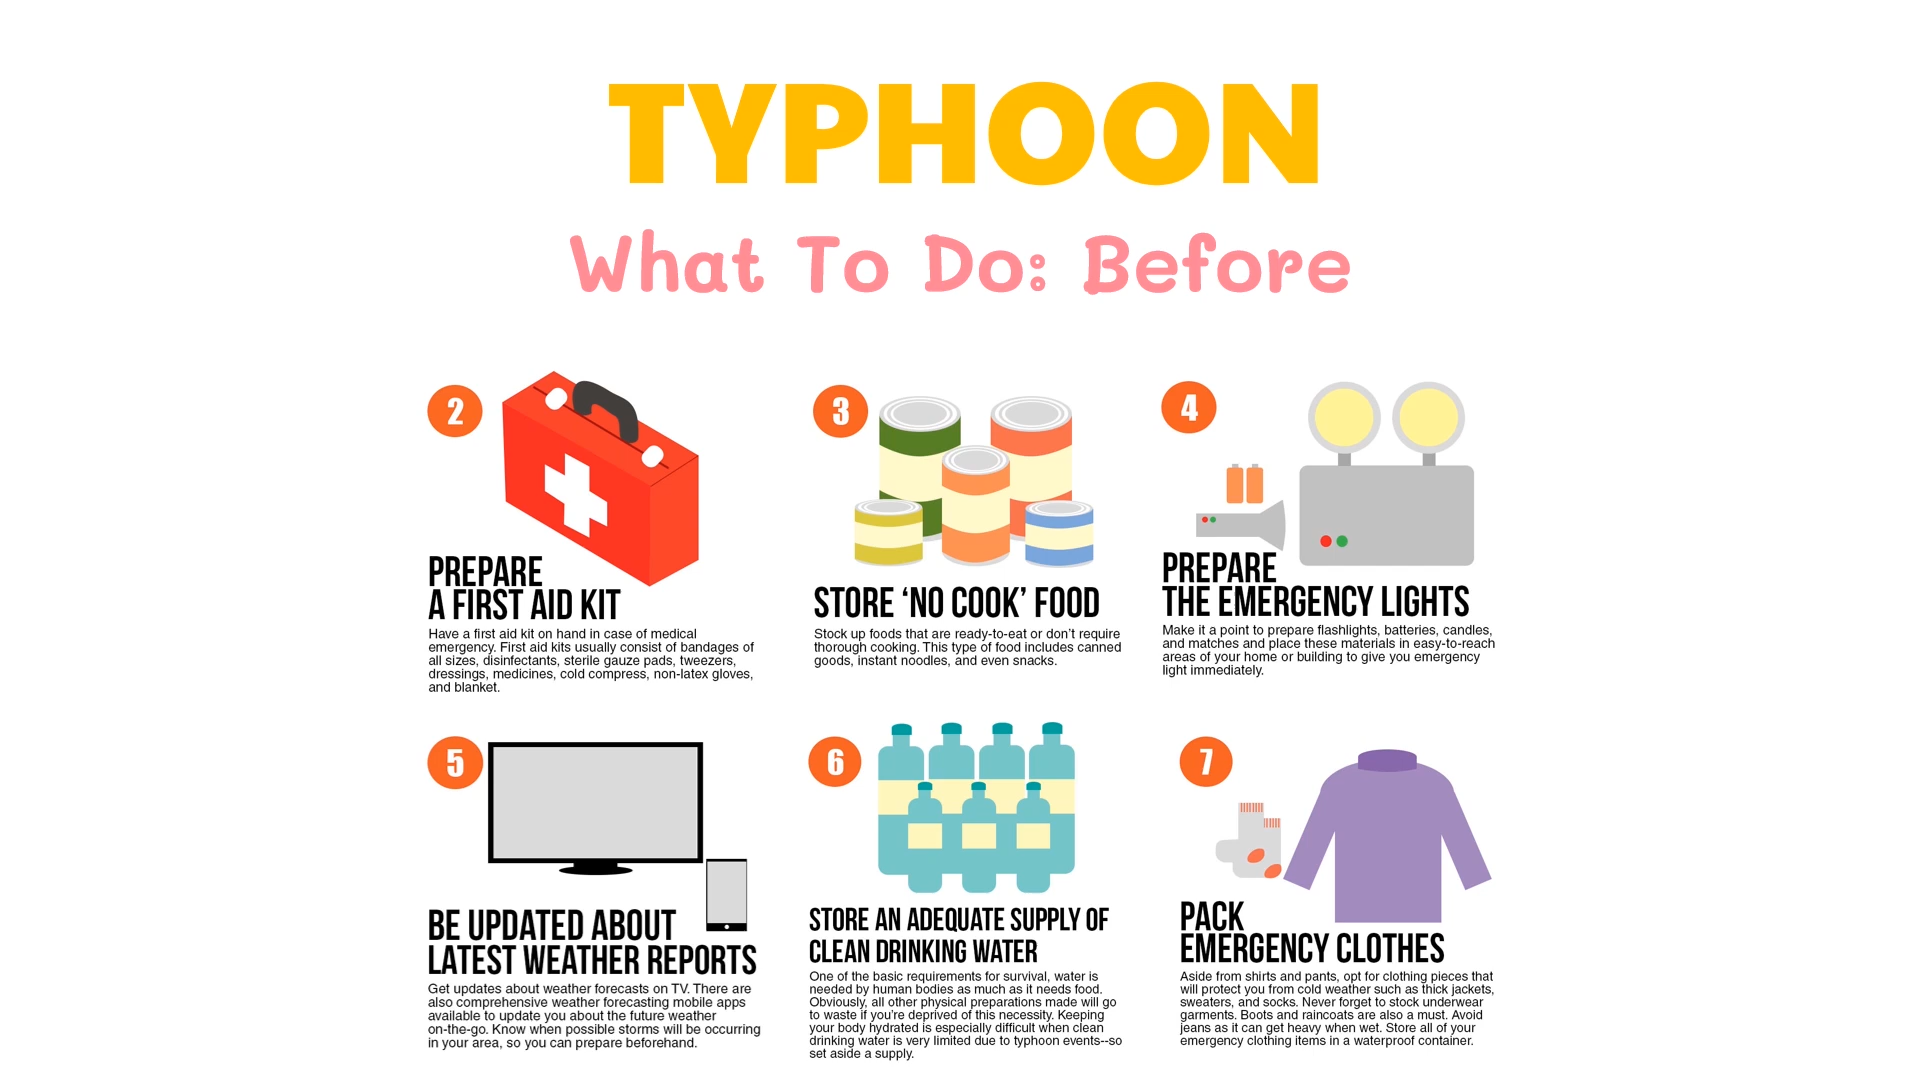 TYPHOON
What To Do: Before
2
PREPARE
A FIRST AID KIT
Have a first aid kit on hand in case of medical
emergency. First aid kits usually consist of bandages of
all sizes, disinfectants, sterile gauze pads, tweezers,
dressings, medicines, cold compress, non-latex gloves,
and blanket.
3
STORE ‘NO COOK’ FOOD
Stock up foods that are ready-to-eat or don’t require
thorough cooking. This type of food includes canned
goods, instant noodles, and even snacks.
4
PREPARE
THE EMERGENCY LIGHTS
Make it a point to prepare flashlights, batteries, candles,
and matches and place these materials in easy-to-reach
areas of your home or building to give you emergency
light immediately.
5
BE UPDATED ABOUT
LATEST WEATHER REPORTS
Get updates about weather forecasts on TV. There are
also comprehensive weather forecasting mobile apps
available to update you about the future weather
on-the-go. Know when possible storms will be occurring
in your area, so you can prepare beforehand.
6
STORE AN ADEQUATE SUPPLY OF
CLEAN DRINKING WATER
One of the basic requirements for survival, water is
needed by human bodies as much as it needs food.
Obviously, all other physical preparations made will go
to waste if you’re deprived of this necessity. Keeping
your body hydrated is especially difficult when clean
drinking water is very limited due to typhoon events--so
set aside a supply.
7
PACK
EMERGENCY CLOTHES
Aside from shirts and pants, opt for clothing pieces that
will protect you from cold weather such as thick jackets,
sweaters, and socks. Never forget to stock underwear
garments. Boots and raincoats are also a must. Avoid
jeans as it can get heavy when wet. Store all of your
emergency clothing items in a waterproof container.